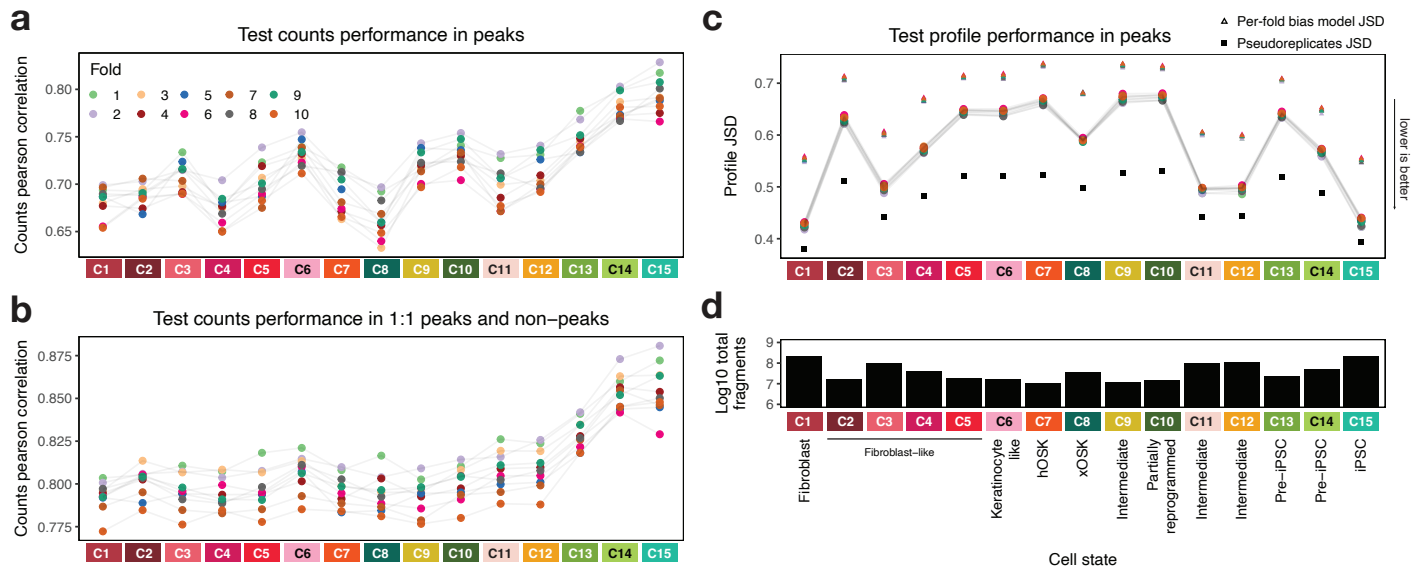 a
Test counts performance in peaks
Counts pearson correlation
0.80
0.75
0.70
0.65
Fold
1 3 5 7 9
2 4 6 8 10
C1 C2 C3 C4 C5 C6 C7 C8 C9 C10 C11 C12 C13 C14 C15
b
Test counts performance in 1:1 peaks and non−peaks
Counts pearson correlation
0.875
0.850
0.825
0.800
0.775
C1 C2 C3 C4 C5 C6 C7 C8 C9 C10 C11 C12 C13 C14 C15
c
Test profile performance in peaks
Per-fold bias model JSD
Pseudoreplicates JSD
Profile JSD
0.7
0.6
0.5
0.4
lower is better
C1 C2 C3 C4 C5 C6 C7 C8 C9 C10 C11 C12 C13 C14 C15
d
Log10 total
fragments
9
8
7
6
C1 C2 C3 C4 C5 C6 C7 C8 C9 C10 C11 C12 C13 C14 C15
Fibroblast
Fibroblast−like
Keratinocyte
like
hOSK
xOSK
Intermediate
Partially
reprogrammed
Intermediate
Intermediate
Pre−iPSC
Pre−iPSC
iPSC
Cell state